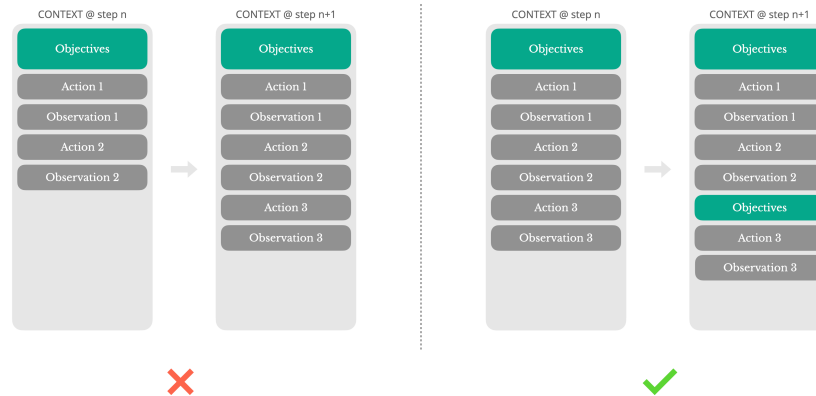 CONTEXT @ step n
Objectives
Action 1
Observation 1
Action 2
Observation 2
CONTEXT @ step n+1
Objectives
Action 1
Observation 1
Action 2
Observation 2
Action 3
Observation 3
CONTEXT @ step n
Objectives
Action 1
Observation 1
Action 2
Observation 2
Action 3
Observation 3
CONTEXT @ step n+1
Objectives
Action 1
Observation 1
Action 2
Observation 2
Objectives
Action 3
Observation 3